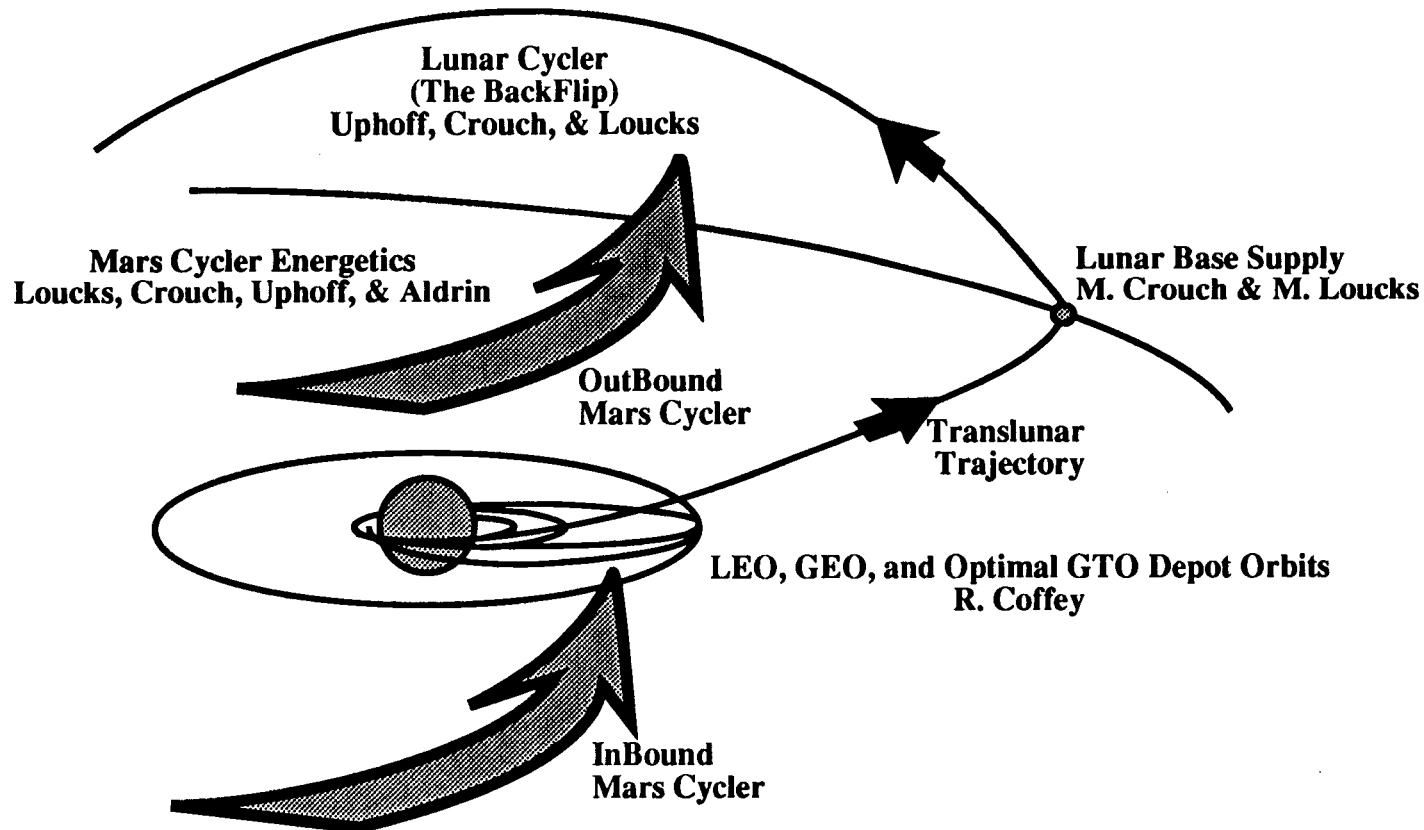 Lunar Cycler
(The BackFlip)
Uphoff, Crouch, & Loucks
Mars Cycler Energetics
Loucks, Crouch, Uphoff, & Aldrin
Lunar Base Supply
M. Crouch & M. Loucks
OutBound
Mars Cycler
Translunar
Trajectory
LEO, GEO, and Optimal GTO Depot Orbits
R. Coffey
InBound
Mars Cycler